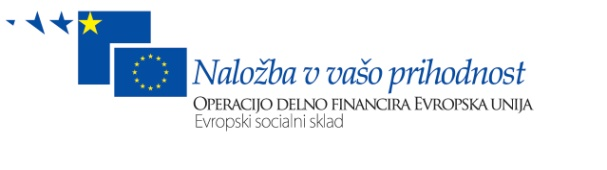 Naložba v vašo prihodnost
OPERACIJO DELNO FINANCIRA EVROPSKA UNIJA
Evropski socialni sklad